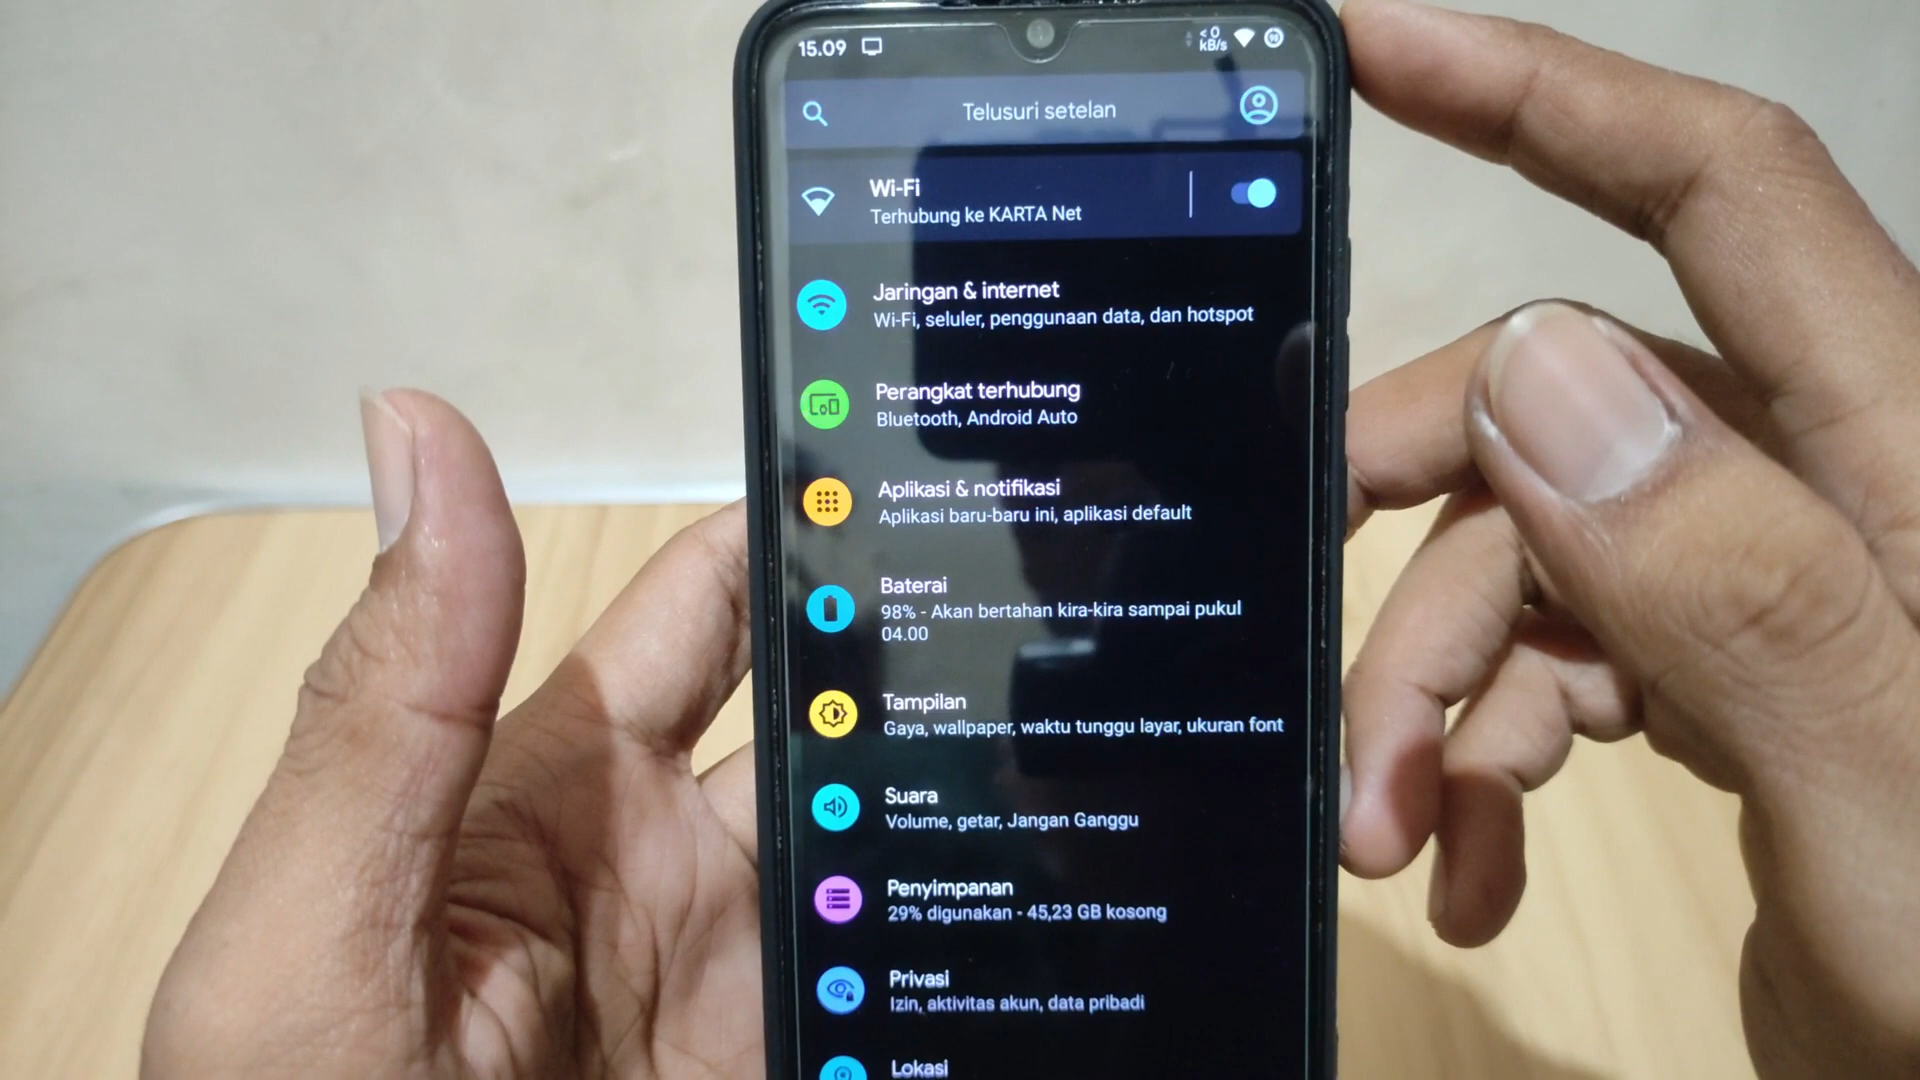 15.09
< 0
kB/s
98
Telusuri setelan
Wi-Fi
Terhubung ke KARTA Net
Jaringan & internet
Wi-Fi, seluler, penggunaan data, dan hotspot
Perangkat terhubung
Bluetooth, Android Auto
Aplikasi & notifikasi
Aplikasi baru-baru ini, aplikasi default
Baterai
98% - Akan bertahan kira-kira sampai pukul
04.00
Tampilan
Gaya, wallpaper, waktu tunggu layar, ukuran font
Suara
Volume, getar, Jangan Ganggu
Penyimpanan
29% digunakan - 45,23 GB kosong
Privasi
Izin, aktivitas akun, data pribadi
Lokasi